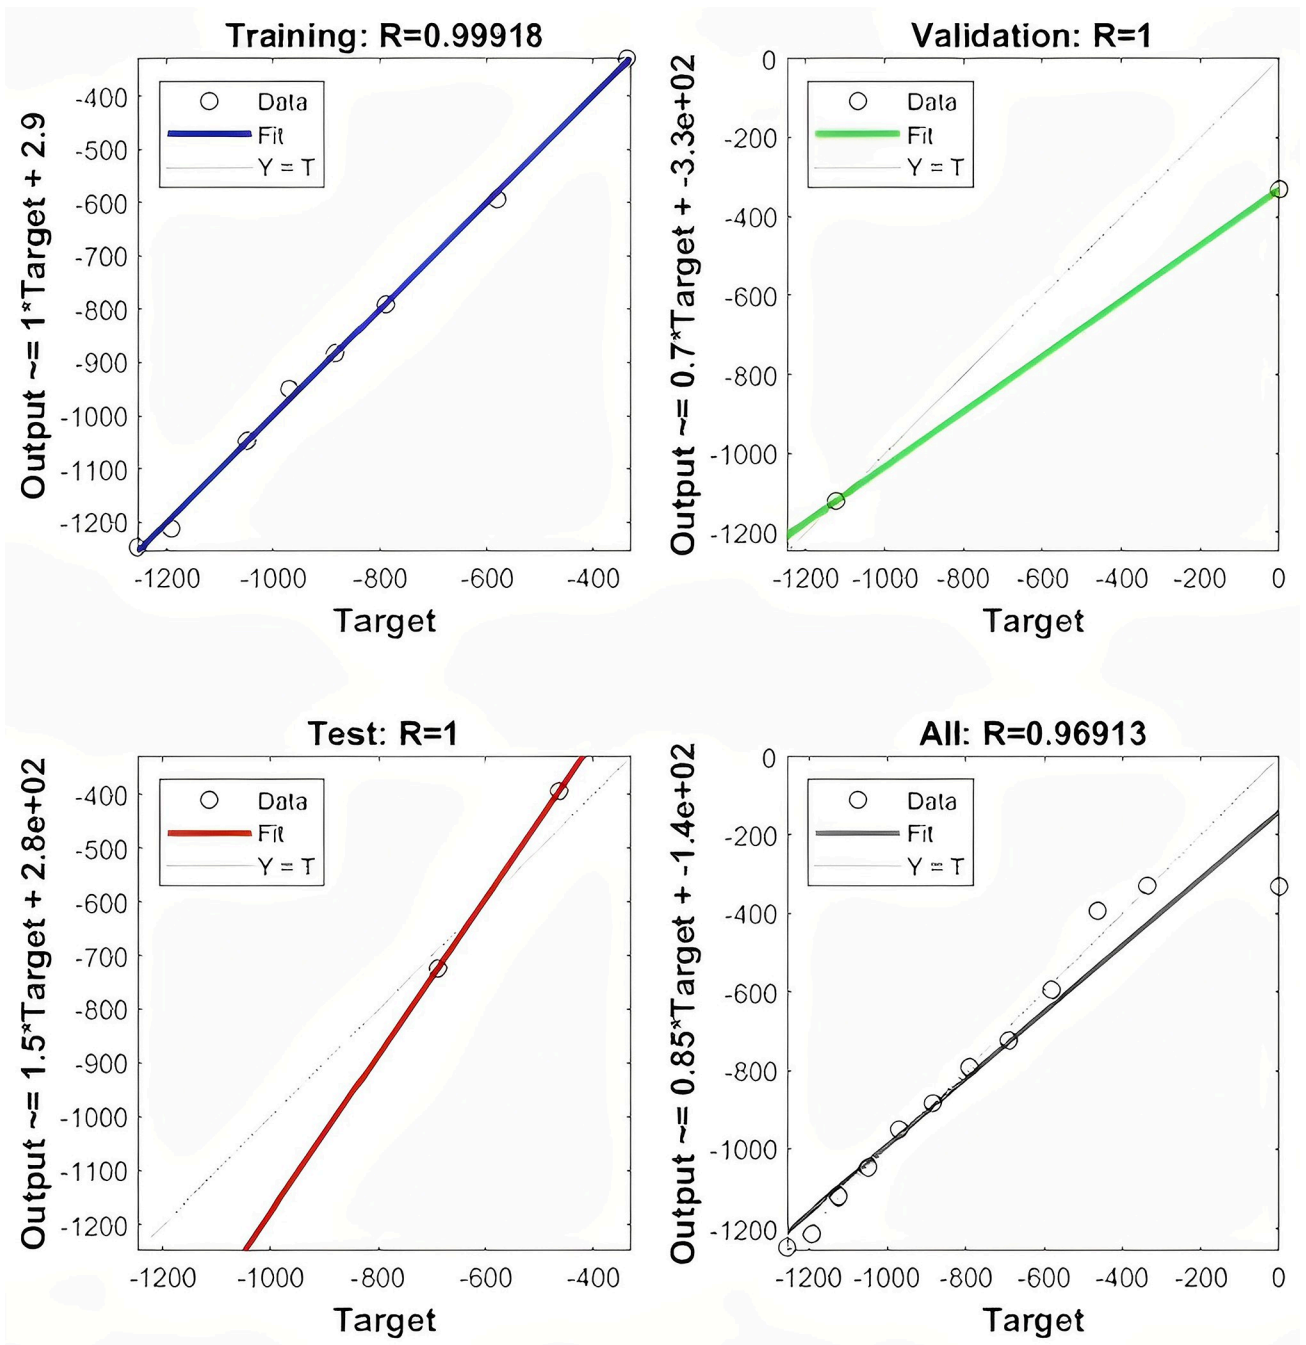 Training: R=0.99918
Output ~= 1*Target + 2.9
Data
Fit
Y = T
-400
-500
-600
-700
-800
-900
-1000
-1100
-1200
-1200 -1000 -800 -600 -400
Target
Validation: R=1
Output ~= 0.7*Target + -3.3e+02
Data
Fit
Y = T
0
-200
-400
-600
-800
-1000
-1200
-1200 -1000 -800 -600 -400 -200 0
Target
Test: R=1
Output ~= 1.5*Target + 2.8e+02
Data
Fit
Y = T
-400
-500
-600
-700
-800
-900
-1000
-1100
-1200
-1200 -1000 -800 -600 -400
Target
All: R=0.96913
Output ~= 0.85*Target + -1.4e+02
Data
Fit
Y = T
0
-200
-400
-600
-800
-1000
-1200
-1200 -1000 -800 -600 -400 -200 0
Target